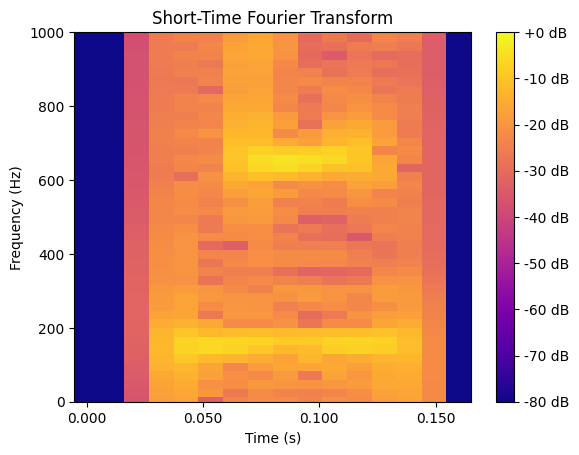 Short-Time Fourier Transform
1000
800
600
400
200
0
Frequency (Hz)
0.000
0.050
0.100
0.150
Time (s)
+0 dB
-10 dB
-20 dB
-30 dB
-40 dB
-50 dB
-60 dB
-70 dB
-80 dB